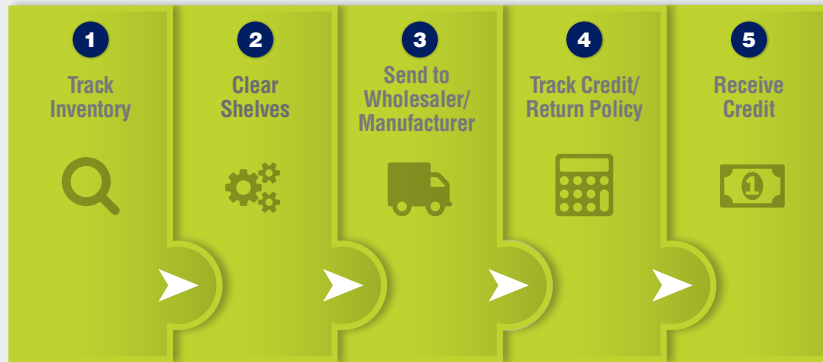 1
Track
Inventory
2
Clear
Shelves
3
Send to
Wholesaler/
Manufacturer
4
Track Credit/
Return Policy
5
Receive
Credit
1